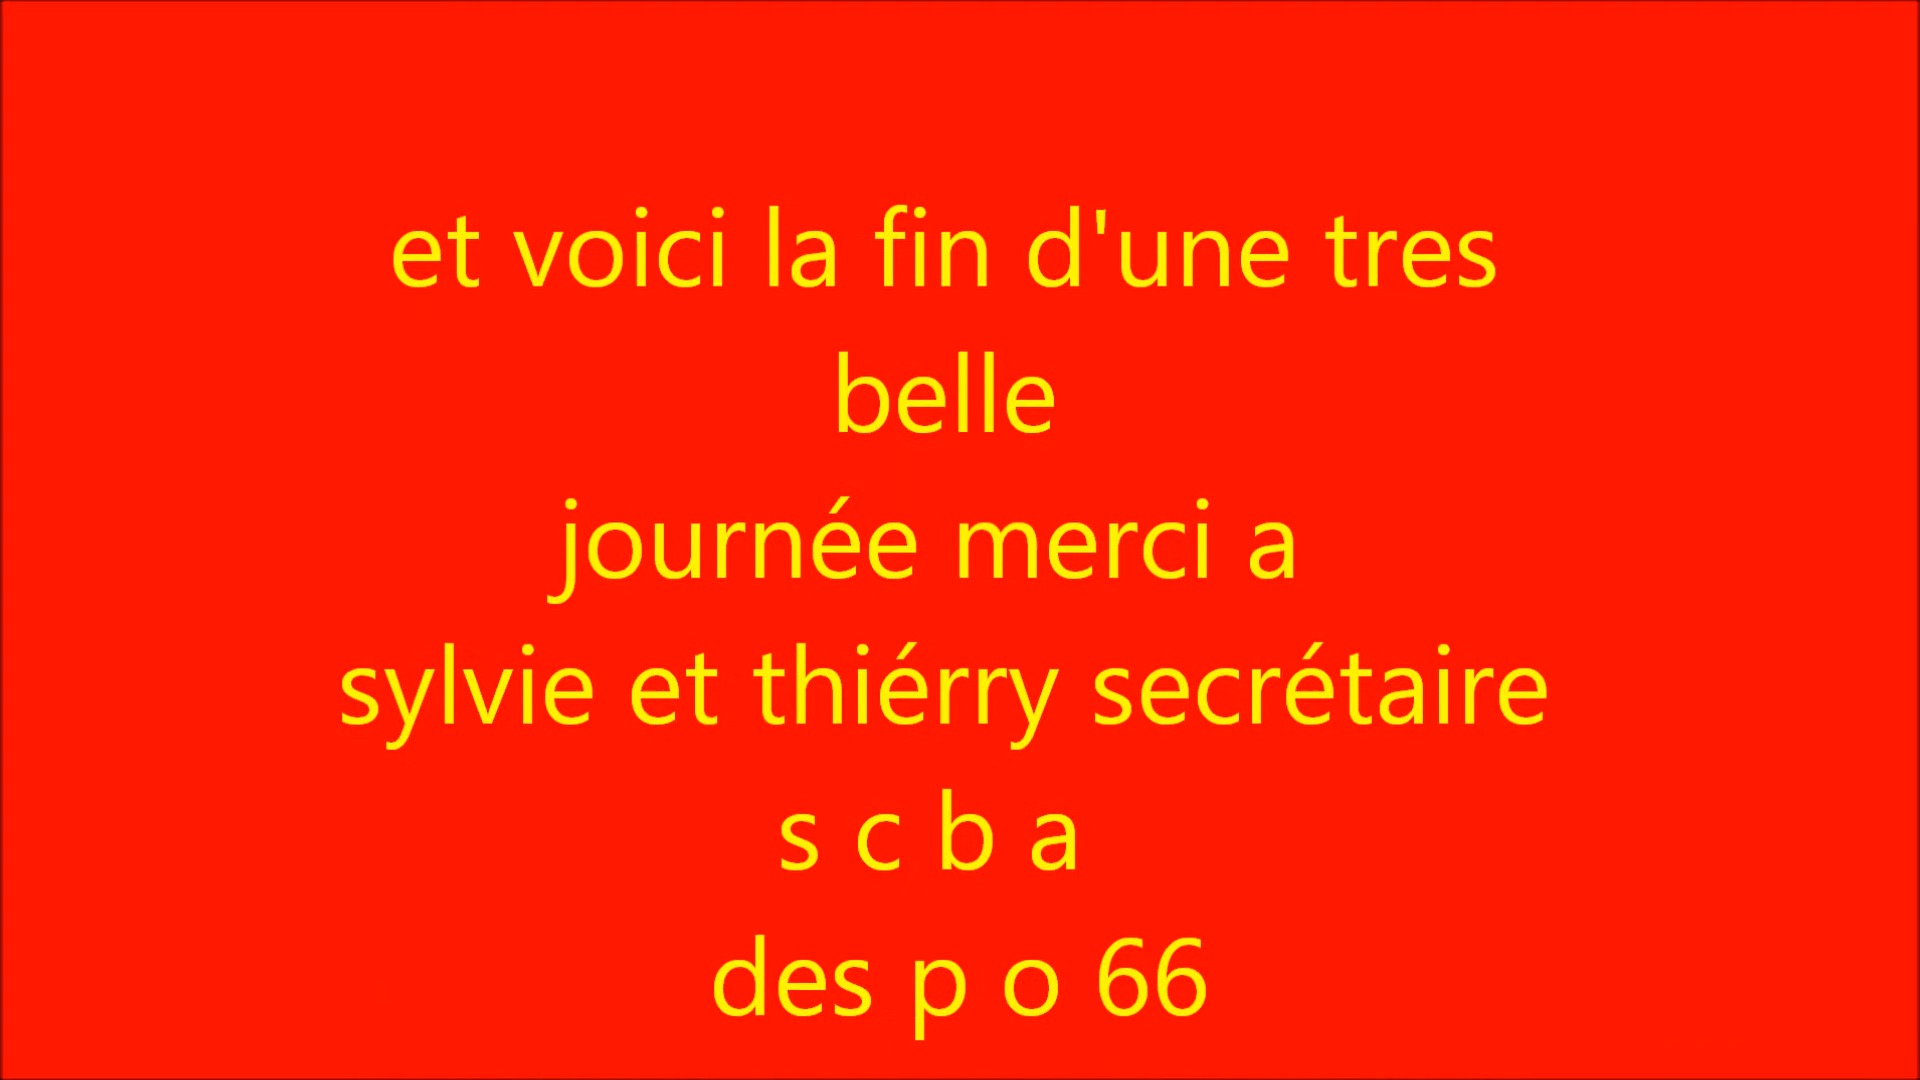 et voici la fin d'une tres
belle
journée merci a
sylvie et thiérry secrétaire
s c b a
des p o 66